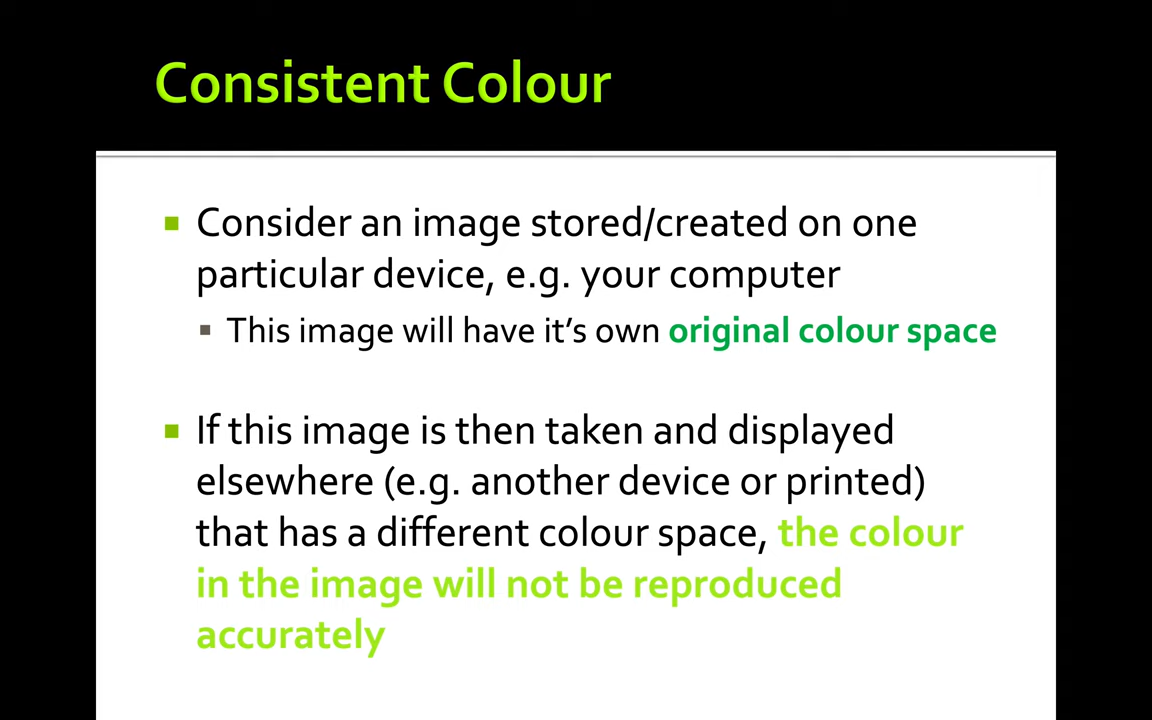 Consistent Colour
Consider an image stored/created on one
particular device, e.g. your computer
This image will have it’s own original colour space
If this image is then taken and displayed
elsewhere (e.g. another device or printed)
that has a different colour space, the colour
in the image will not be reproduced
accurately